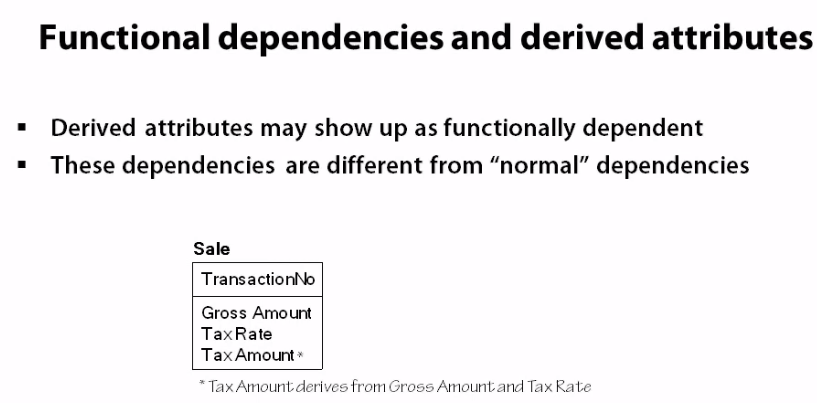 Functional dependencies and derived attributes
▪ Derived attributes may show up as functionally dependent
▪ These dependencies are different from “normal” dependencies
Sale
TransactionNo
Gross Amount
Tax Rate
Tax Amount *
* Tax Amount derives from Gross Amount and Tax Rate